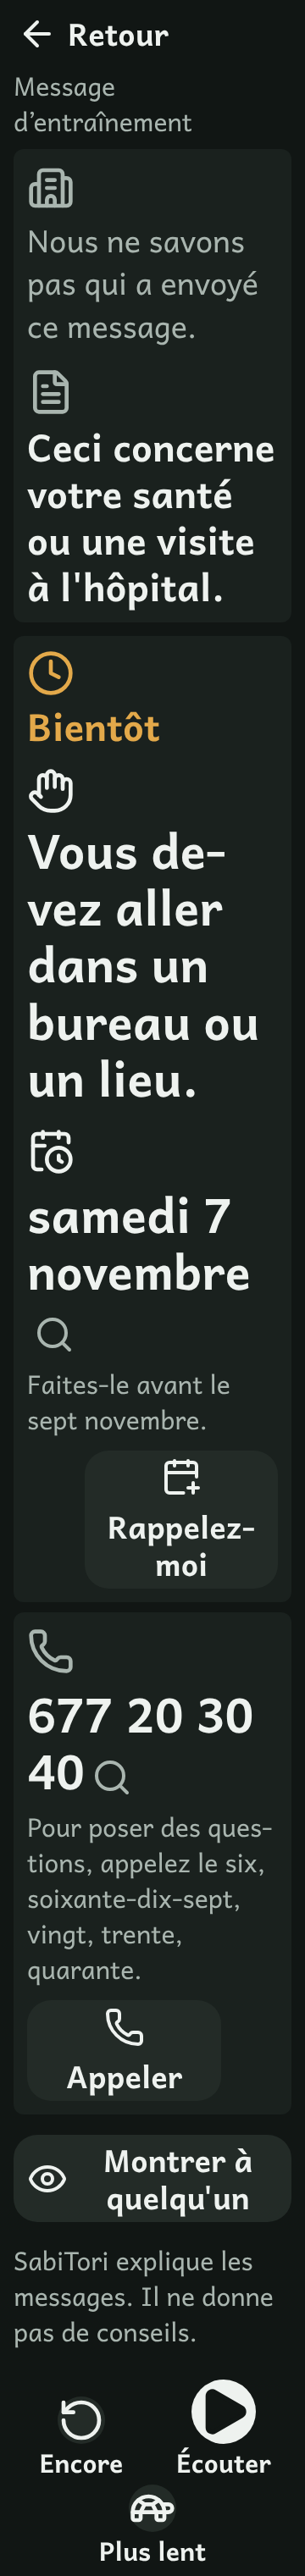 Retour
Message
d’entraînement
Nous ne savons
pas qui a envoyé
ce message.
Ceci concerne
votre santé
ou une visite
à l'hôpital.
Bientôt
Vous de-
vez aller
dans un
bureau ou
un lieu.
samedi 7
novembre
Faites-le avant le
sept novembre.
Rappelez-
moi
677 20 30
40
Pour poser des ques-
tions, appelez le six,
soixante-dix-sept,
vingt, trente,
quarante.
Appeler
Montrer à
quelqu'un
SabiTori explique les
messages. Il ne donne
pas de conseils.
Encore
Écouter
Plus lent